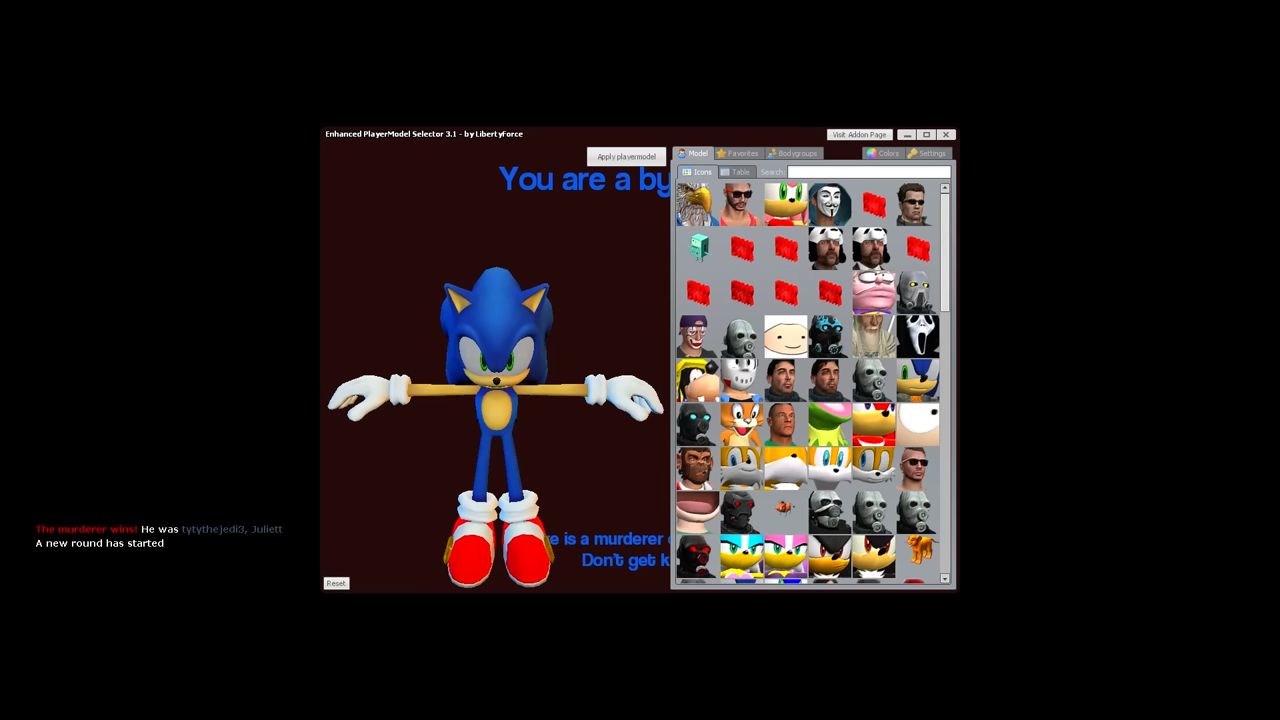 Enhanced PlayerModel Selector 3.1 - by LibertyForce
Visit Addon Page
Apply playermodel
Model
Favorites
Bodygroups
Colors
Settings
Icons
Table
Search:
You are a by
The murderer wins! He was tytythejedi3, Juliett
A new round has started
e is a murderer
Don't get k
Reset